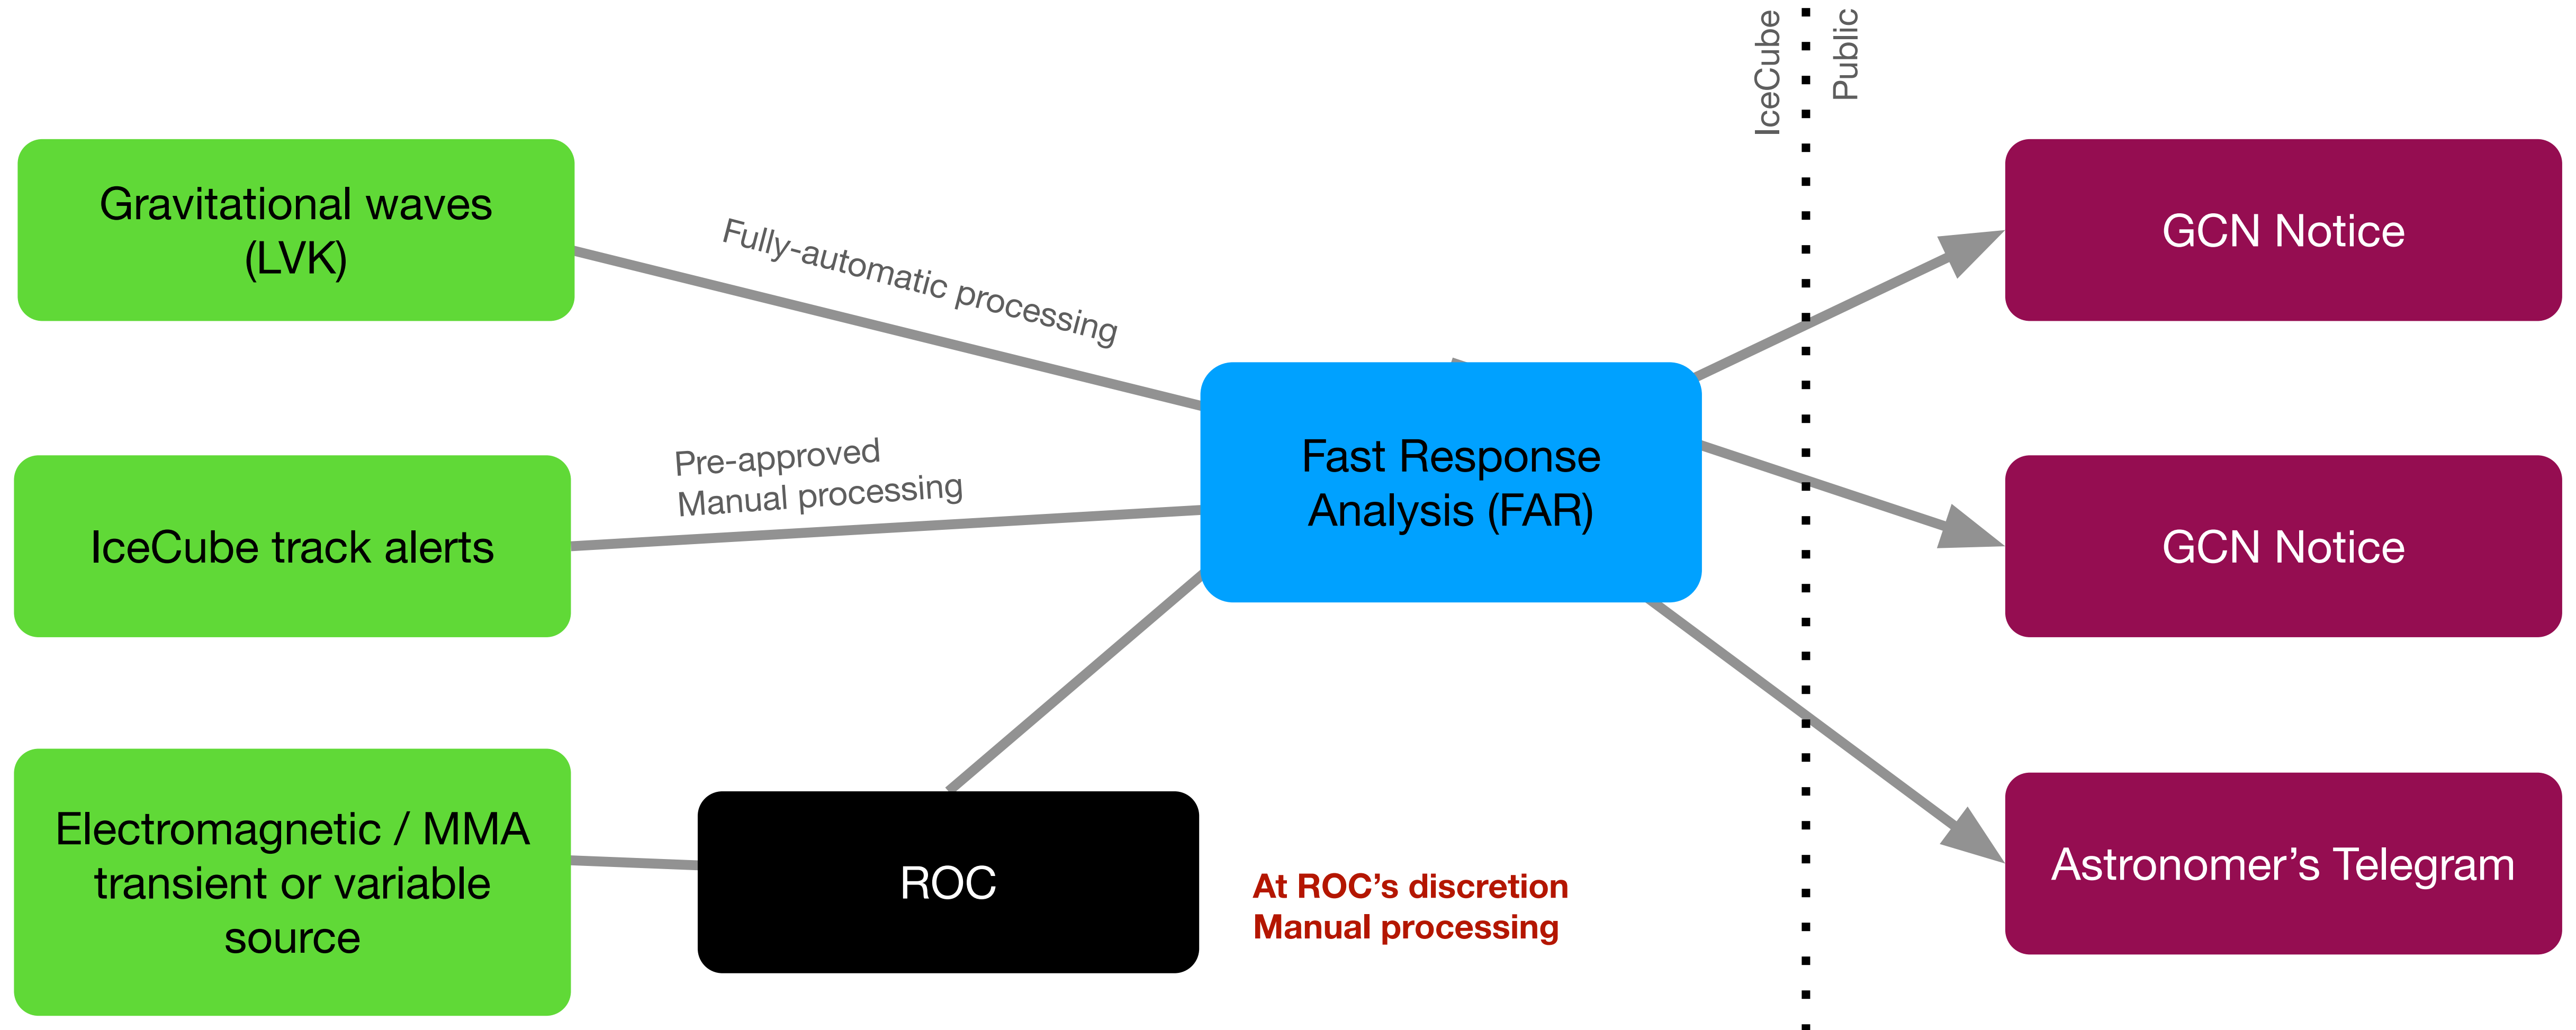 IceCube
Public
Gravitational waves
(LVK)
Fully-automatic processing
GCN Notice
Pre-approved
Manual processing
IceCube track alerts
Fast Response
Analysis (FAR)
GCN Notice
Electromagnetic / MMA
transient or variable
source
ROC
At ROC’s discretion
Manual processing
Astronomer’s Telegram